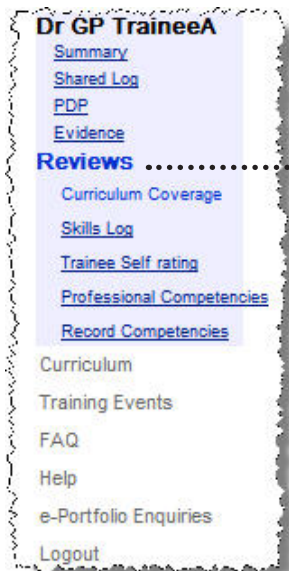 Dr GP TraineeA
Summary
Shared Log
PDP
Evidence
Reviews ..............
Curriculum Coverage
Skills Log
Trainee Self rating
Professional Competencies
Record Competencies
Curriculum
Training Events
FAQ
Help
e-Portfolio Enquiries
Logout